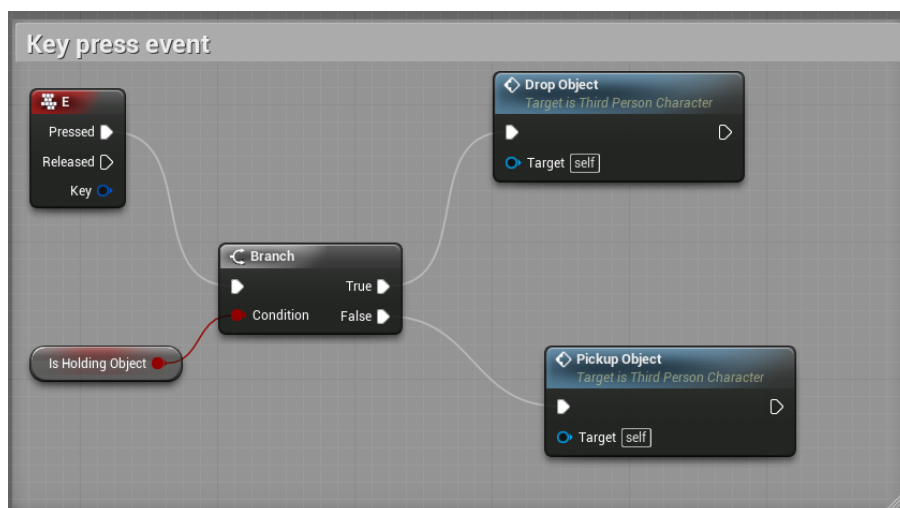 Key press event
E
Pressed
Released
Key
Drop Object
Target is Third Person Character
Target self
Branch
True
Condition False
Is Holding Object
Pickup Object
Target is Third Person Character
Target self